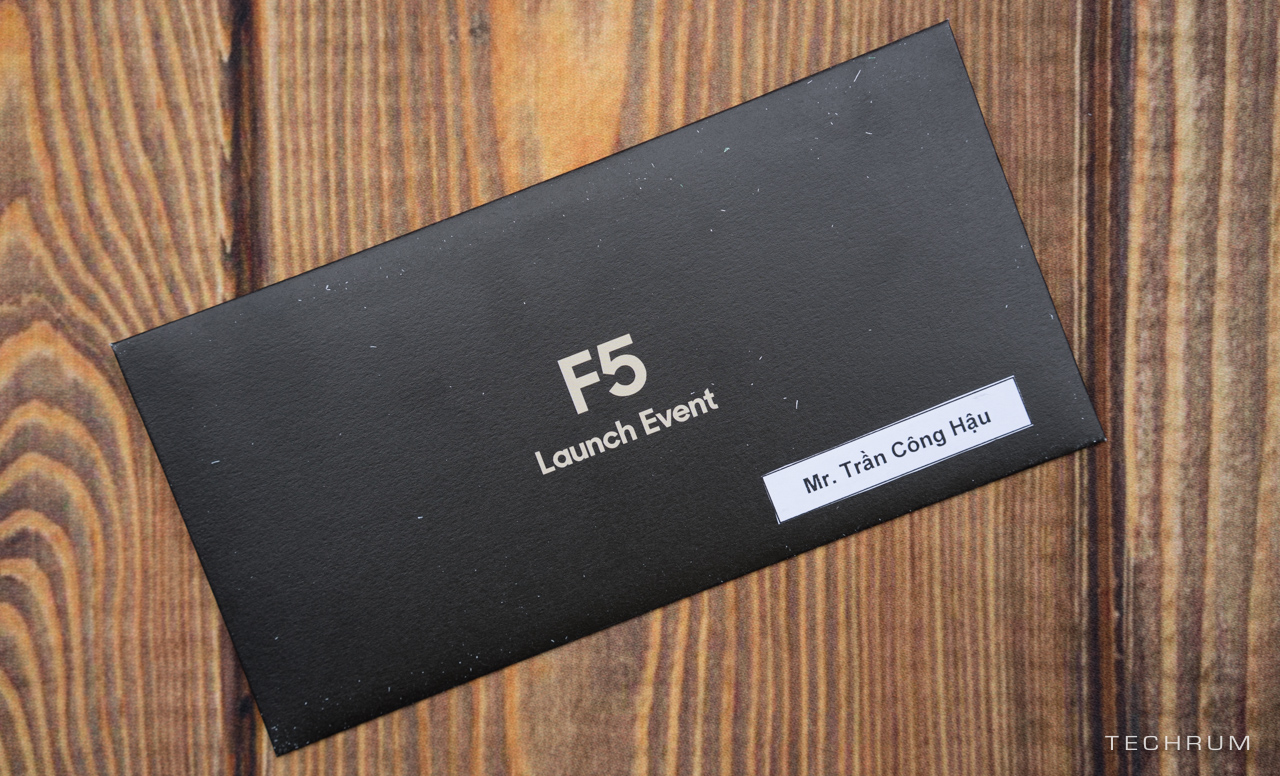 F5
Launch Event
Mr. Trần Công Hậu
TECHRUM